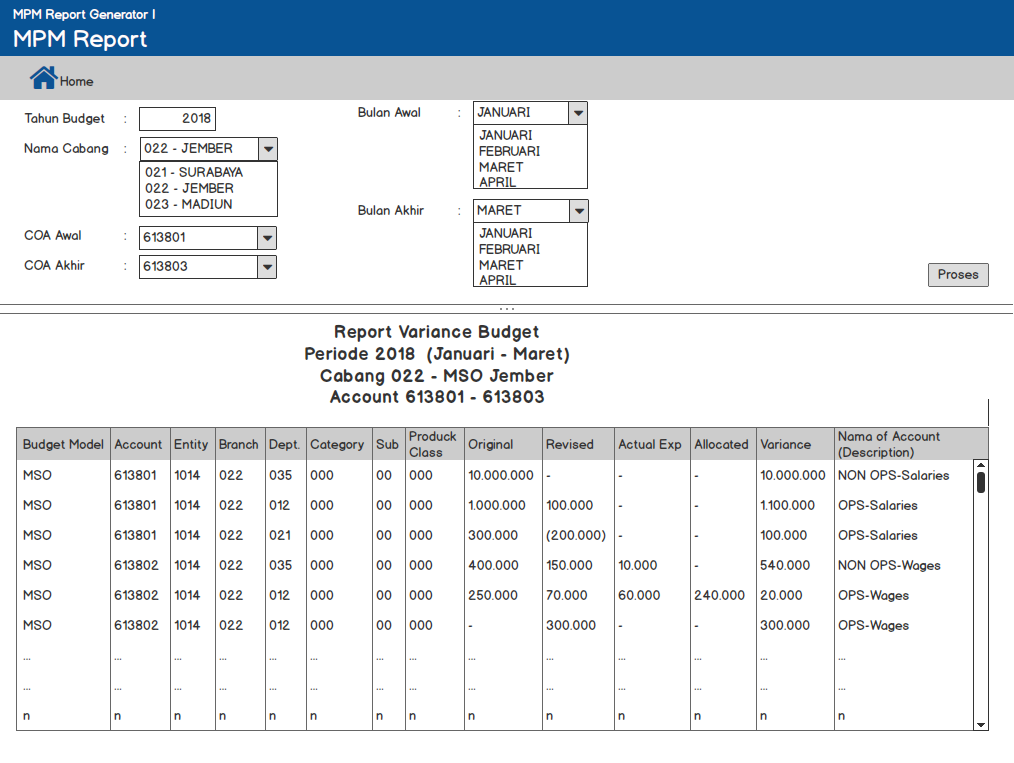 MPM Report Generator I
MPM Report
Home
Tahun Budget : 2018
Nama Cabang : 022 - JEMBER
021 - SURABAYA
022 - JEMBER
023 - MADIUN
COA Awal : 613801
COA Akhir : 613803
Bulan Awal : JANUARI
JANUARI
FEBRUARI
MARET
APRIL
Bulan Akhir : MARET
JANUARI
FEBRUARI
MARET
APRIL
Proses
...
Report Variance Budget
Periode 2018 (Januari - Maret)
Cabang 022 - MSO Jember
Account 613801 - 613803
Budget Model Account Entity Branch Dept. Category Sub Produck Class Original Revised Actual Exp Allocated Variance Nama of Account (Description)
MSO 613801 1014 022 035 000 00 000 10.000.000 - - - 10.000.000 NON OPS-Salaries
MSO 613801 1014 022 012 000 00 000 1.000.000 100.000 - - 1.100.000 OPS-Salaries
MSO 613801 1014 022 021 000 00 000 300.000 (200.000) - - 100.000 OPS-Salaries
MSO 613802 1014 022 035 000 00 000 400.000 150.000 10.000 - 540.000 NON OPS-Wages
MSO 613802 1014 022 012 000 00 000 250.000 70.000 60.000 240.000 20.000 OPS-Wages
MSO 613802 1014 022 012 000 00 000 - 300.000 - - 300.000 OPS-Wages
... ... ... ... ... ... ... ... ... ... ... ... ... ...
... ... ... ... ... ... ... ... ... ... ... ... ... ...
n n n n n n n n n n n n n n